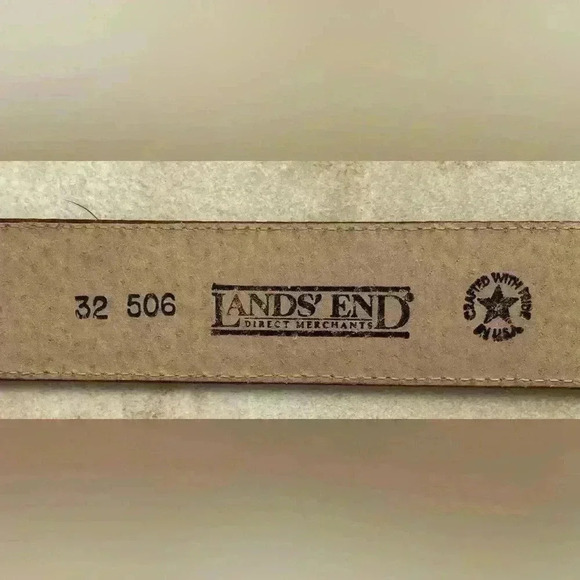 32 506
LANDS' END®
DIRECT MERCHANTS
CRAFTED WITH PRIDE
IN U.S.A.